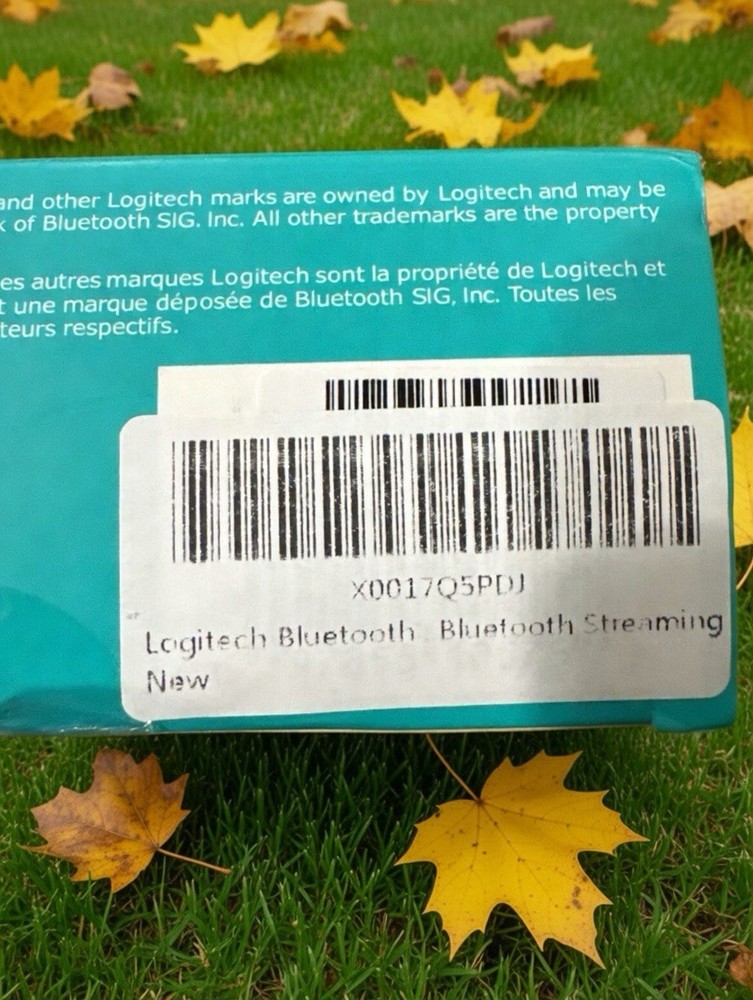 and other Logitech marks are owned by Logitech and may be
of Bluetooth SIG. Inc. All other trademarks are the property
es autres marques Logitech sont la propriété de Logitech et
t une marque déposée de Bluetooth SIG, Inc. Toutes les
teurs respectifs.
X0017Q5PDJ
Logitech Bluetooth Bluetooth Streaming
New